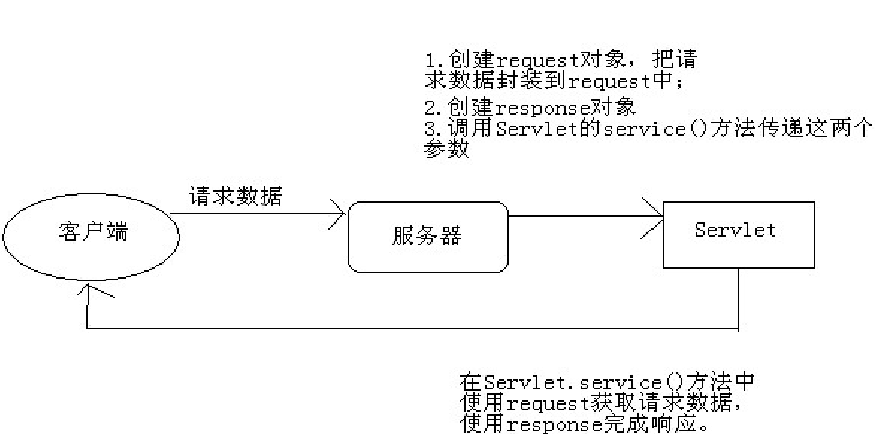 1.创建request对象，把请
求数据封装到request中；
2.创建response对象
3.调用Servlet的service()方法传递这两个
参数
请求数据
客户端
服务器
Servlet
在Servlet.service()方法中
使用request获取请求数据，
使用response完成响应。